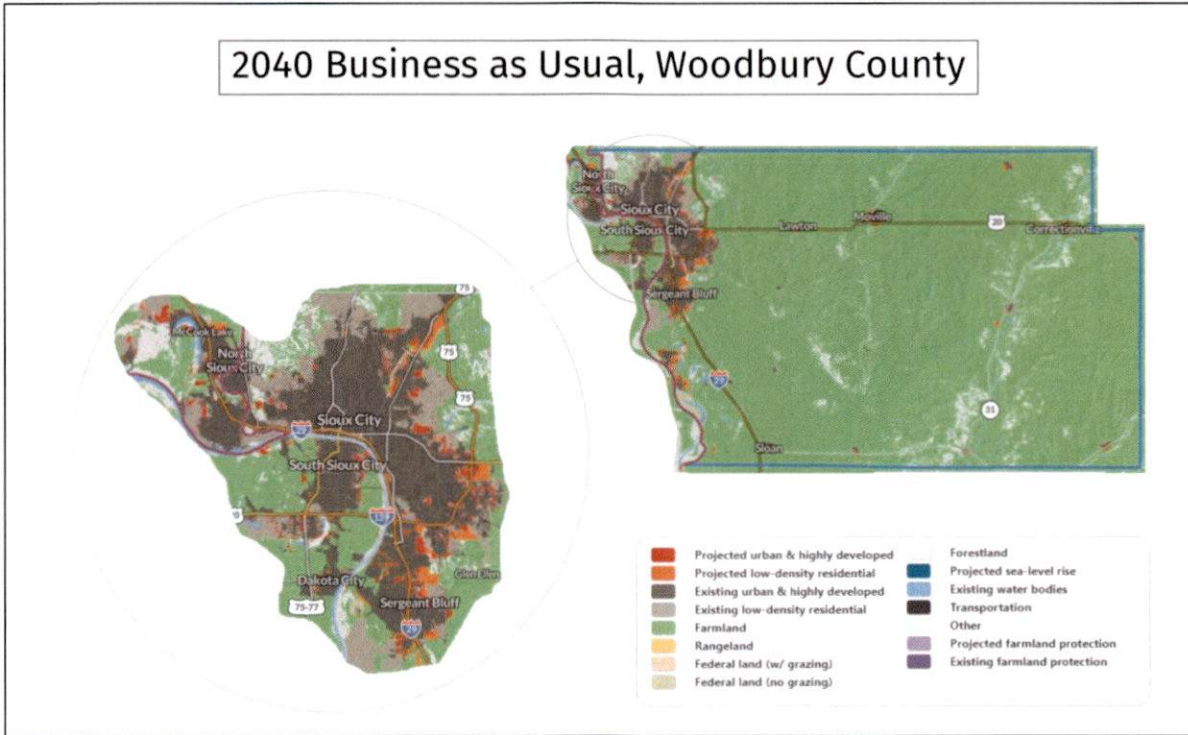 2040 Business as Usual, Woodbury County
North
Sioux City
Sioux City
South Sioux City
Lawton
Moville
20
Correctionville
Sergeant Bluff
29
31
Sloan
75
McCook Lake
North
Sioux City
75
75
Sioux City
29
South Sioux City
129
Glen Ellen
Dakota City
75-77
Sergeant Bluff
29
Projected urban & highly developed
Projected low-density residential
Existing urban & highly developed
Existing low-density residential
Farmland
Rangeland
Federal land (w/ grazing)
Federal land (no grazing)
Forestland
Projected sea-level rise
Existing water bodies
Transportation
Other
Projected farmland protection
Existing farmland protection